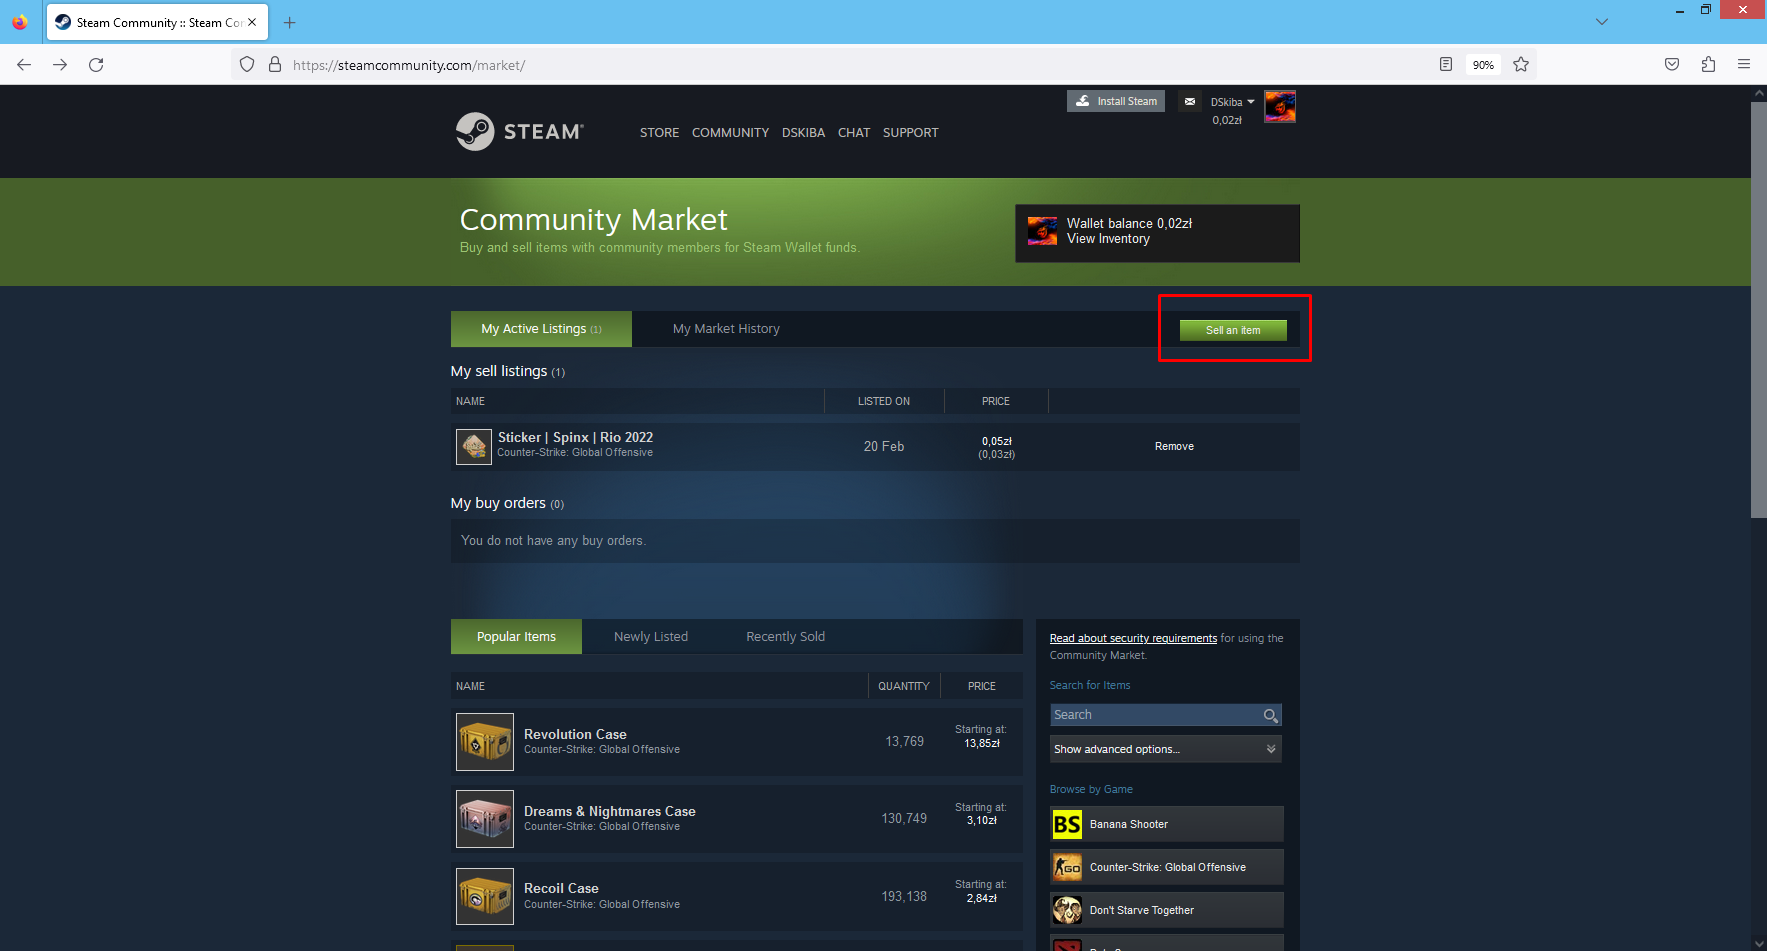 Steam Community :: Steam Co
https://steamcommunity.com/market/
90%
Install Steam
DSkiba
0,02zł
STEAM
STORE COMMUNITY DSKIBA CHAT SUPPORT
Community Market
Buy and sell items with community members for Steam Wallet funds.
Wallet balance 0,02zł
View Inventory
My Active Listings (1)
My Market History
Sell an item
My sell listings (1)
NAME LISTED ON PRICE
Sticker | Spinx | Rio 2022
Counter-Strike: Global Offensive
20 Feb
0,05zł
(0,03zł)
Remove
My buy orders (0)
You do not have any buy orders.
Popular Items Newly Listed Recently Sold
NAME QUANTITY PRICE
Revolution Case
Counter-Strike: Global Offensive
13,769
Starting at:
13,85zł
Dreams & Nightmares Case
Counter-Strike: Global Offensive
130,749
Starting at:
3,10zł
Recoil Case
Counter-Strike: Global Offensive
193,138
Starting at:
2,84zł
Read about security requirements for using the
Community Market.
Search for Items
Search
Show advanced options...
Browse by Game
BS
Banana Shooter
GO
Counter-Strike: Global Offensive
Don't Starve Together